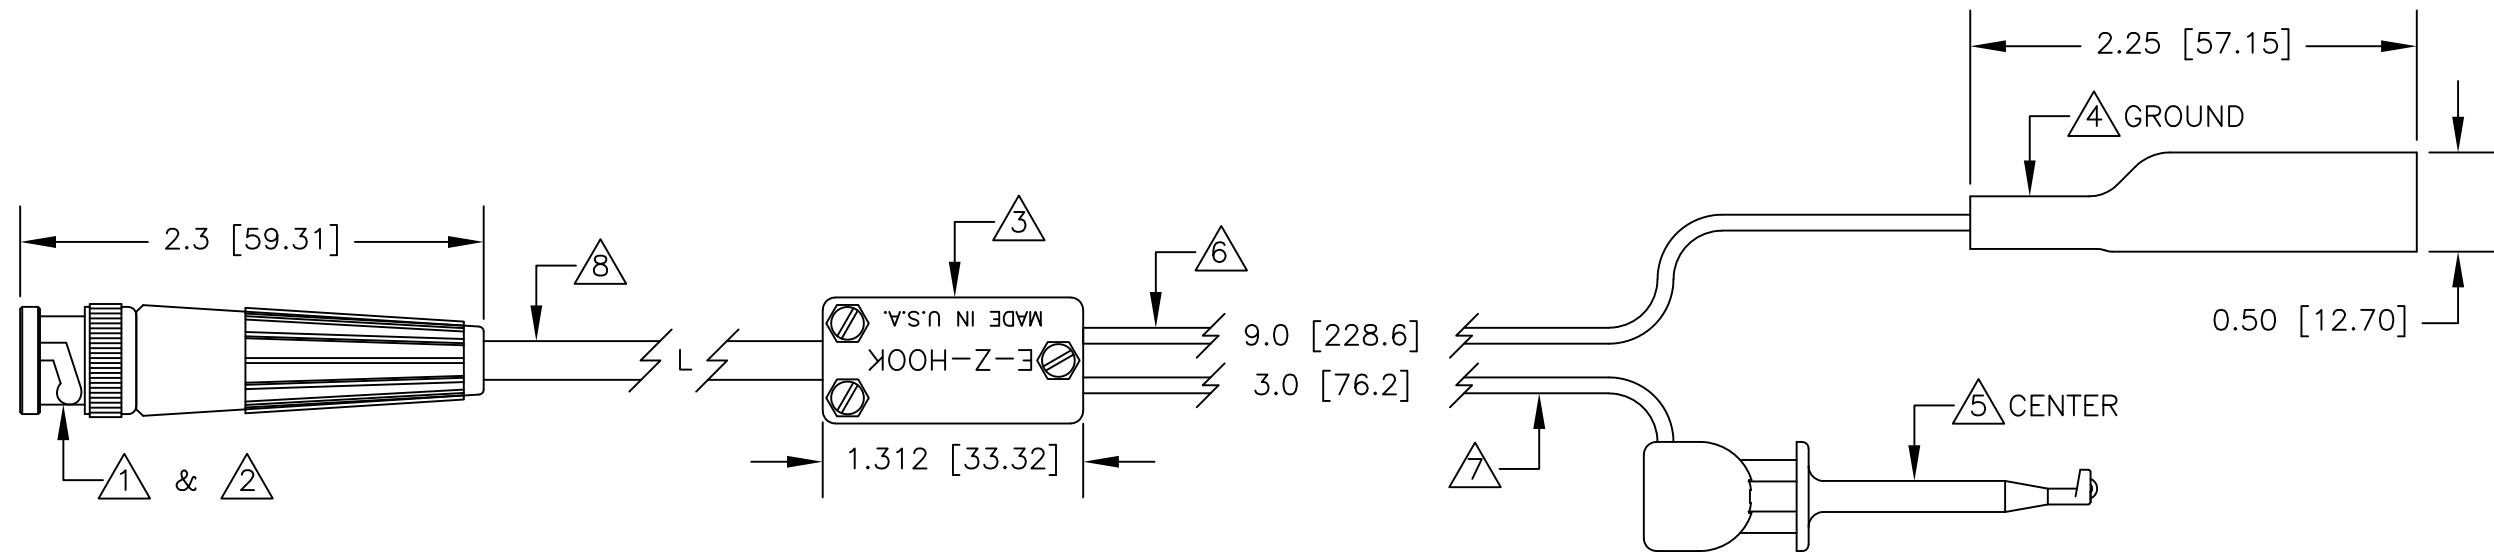 2.25 [57.15]
4 GROUND
2.3 [59.31]
8
3
6
MADE IN U.S.A.
E-Z-HOOK
9.0 [228.6]
3.0 [76.2]
0.50 [12.70]
L
1.312 [33.32]
1 & 2
7
5 CENTER